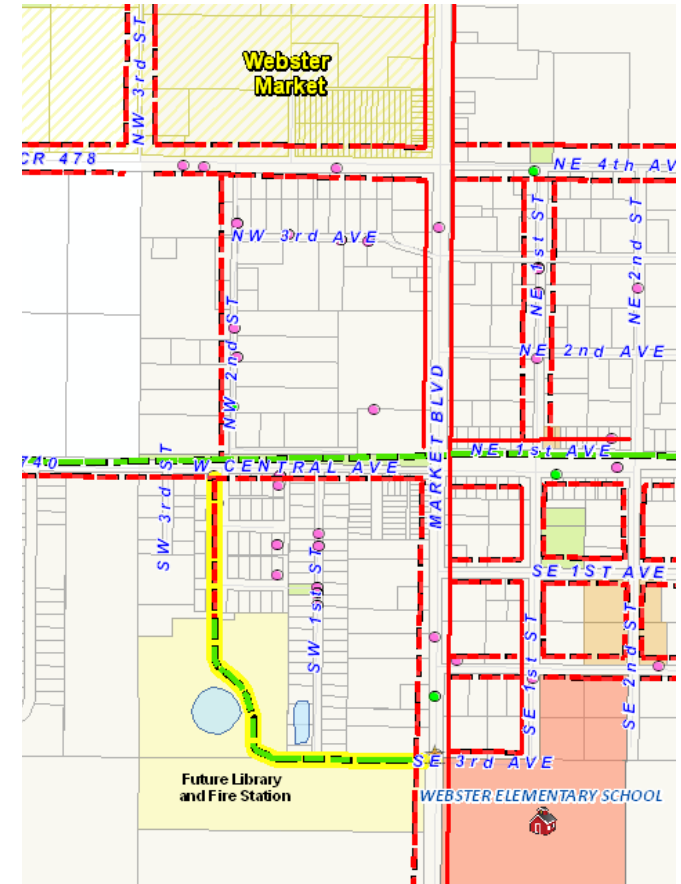 NW 3rd ST
Webster
Market
CR 478
NE 4th AV
NW 3rd AVE
NE 1st ST
NE 2nd ST
NW 2nd ST
NE 2nd AVE
MARKET BLVD
NE 1st AVE
740
W CENTRAL AVE
SW 3rd ST
SW 1st ST
SE 1ST AVE
SE 1st ST
SE 2nd ST
SE 3rd AVE
Future Library
and Fire Station
WEBSTER ELEMENTARY SCHOOL